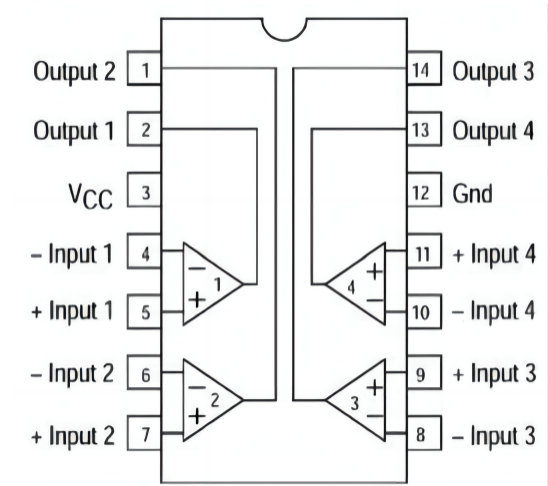 Output 2 1 14 Output 3
Output 1 2 13 Output 4
VCC 3 12 Gnd
– Input 1 4 11 + Input 4
– + 1 4 + –
+ Input 1 5 10 – Input 4
– Input 2 6 9 + Input 3
– + 2 3 + –
+ Input 2 7 8 – Input 3